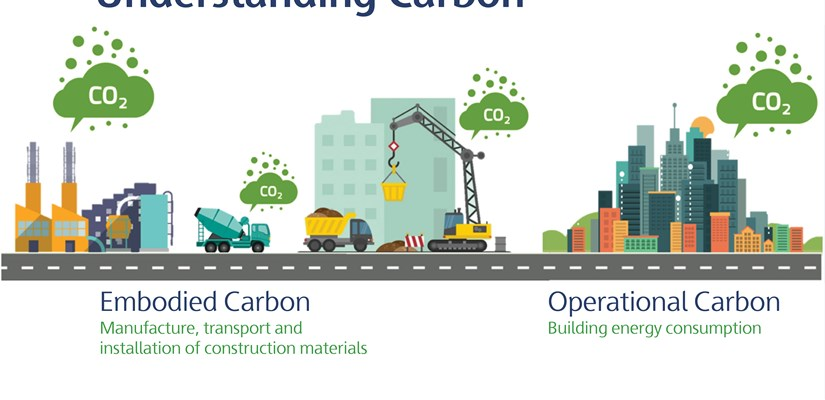 Understanding Carbon
CO₂
CO₂
CO₂
CO₂
Embodied Carbon
Manufacture, transport and
installation of construction materials
Operational Carbon
Building energy consumption